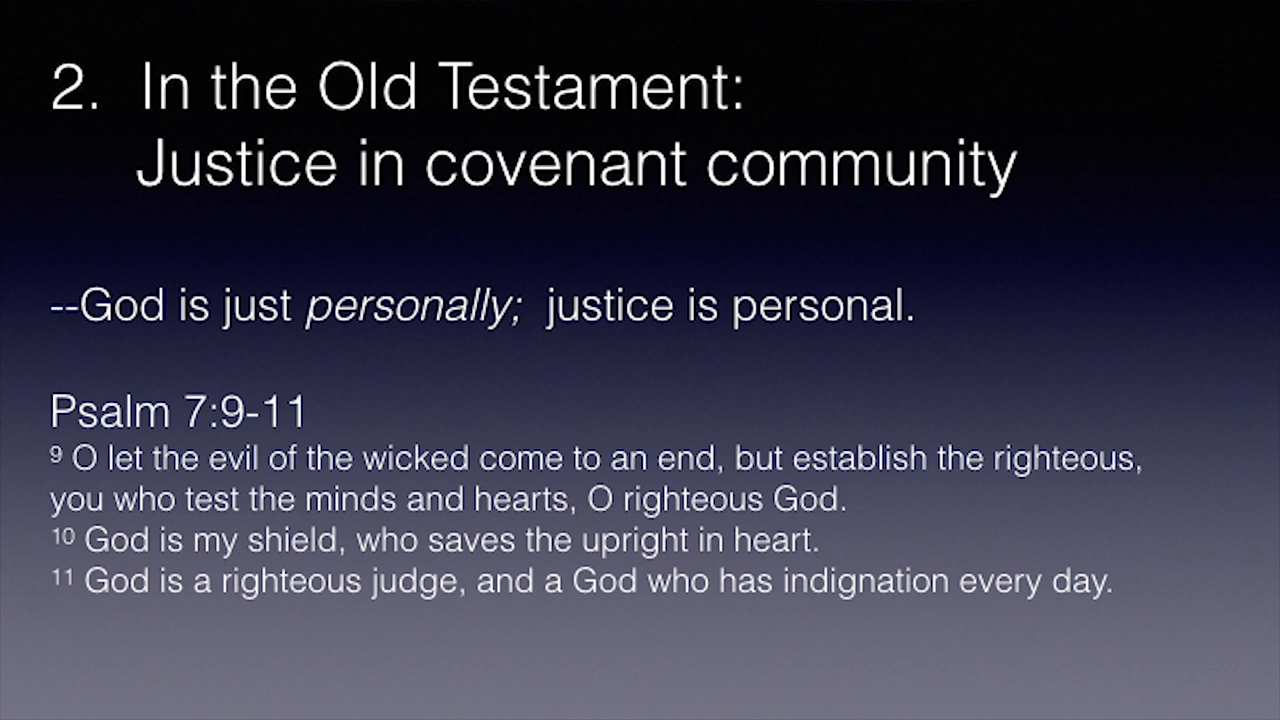 2. In the Old Testament:
Justice in covenant community
--God is just personally; justice is personal.
Psalm 7:9-11
⁹ O let the evil of the wicked come to an end, but establish the righteous,
you who test the minds and hearts, O righteous God.
¹⁰ God is my shield, who saves the upright in heart.
¹¹ God is a righteous judge, and a God who has indignation every day.